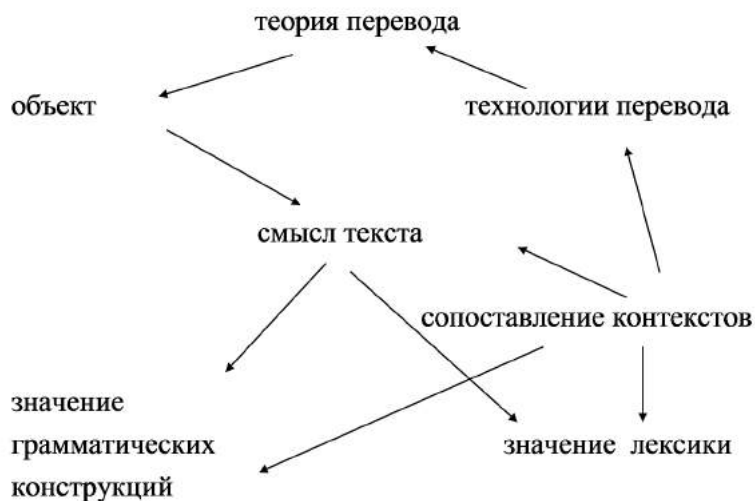 теория перевода
объект
технологии перевода
смысл текста
сопоставление контекстов
значение
грамматических
конструкций
значение лексики